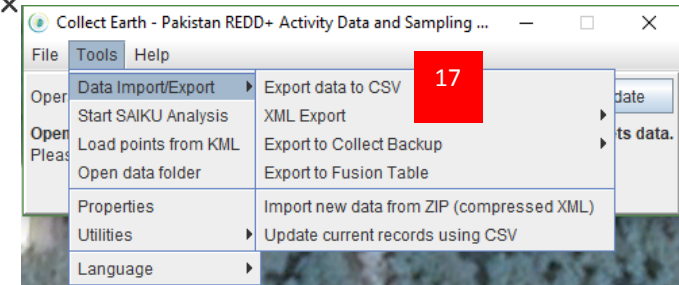 Collect Earth - Pakistan REDD+ Activity Data and Sampling ...
File Tools Help
17
Oper
date
Open
ets data.
Pleas
Data Import/Export
Start SAIKU Analysis
Load points from KML
Open data folder
Properties
Utilities
Language
Export data to CSV
XML Export
Export to Collect Backup
Export to Fusion Table
Import new data from ZIP (compressed XML)
Update current records using CSV